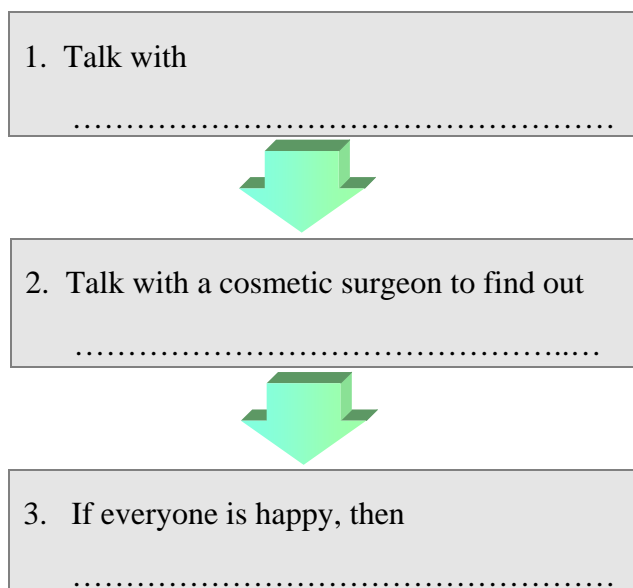 1. Talk with
……………………………………………
2. Talk with a cosmetic surgeon to find out
………………………………………..…
3. If everyone is happy, then
……………………………………………